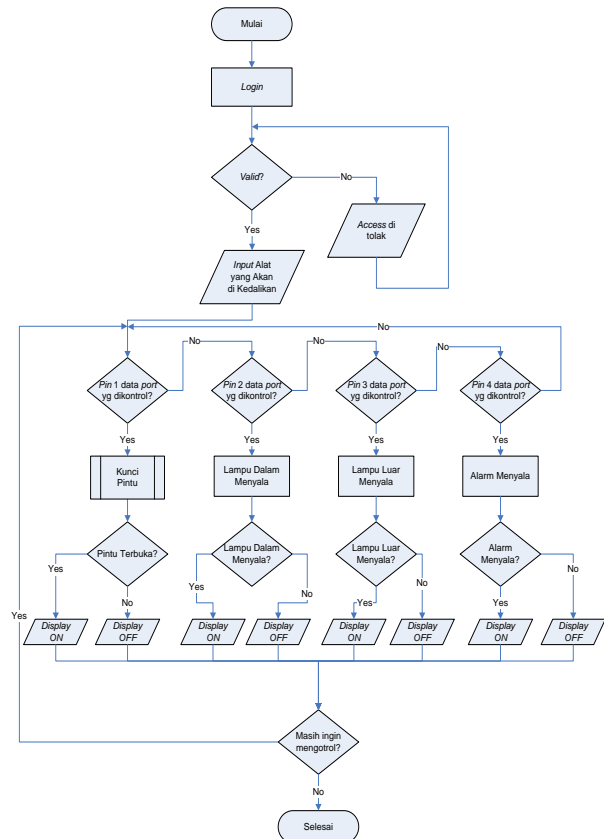 Mulai
Login
Valid?
No
Access di
tolak
Yes
Input Alat
yang Akan
di Kedalikan
No
No
No
No
Pin 1 data port
yg dikontrol?
Pin 2 data port
yg dikontrol?
Pin 3 data port
yg dikontrol?
Pin 4 data port
yg dikontrol?
Yes
Yes
Yes
Yes
Kunci
Pintu
Lampu Dalam
Menyala
Lampu Luar
Menyala
Alarm Menyala
Pintu Terbuka?
Lampu Dalam
Menyala?
Lampu Luar
Menyala?
Alarm
Menyala?
Yes
No
Yes
No
Yes
No
Yes
No
Yes
Display
ON
Display
OFF
Display
ON
Display
OFF
Display
ON
Display
OFF
Display
ON
Display
OFF
Masih ingin
mengotrol?
No
Selesai